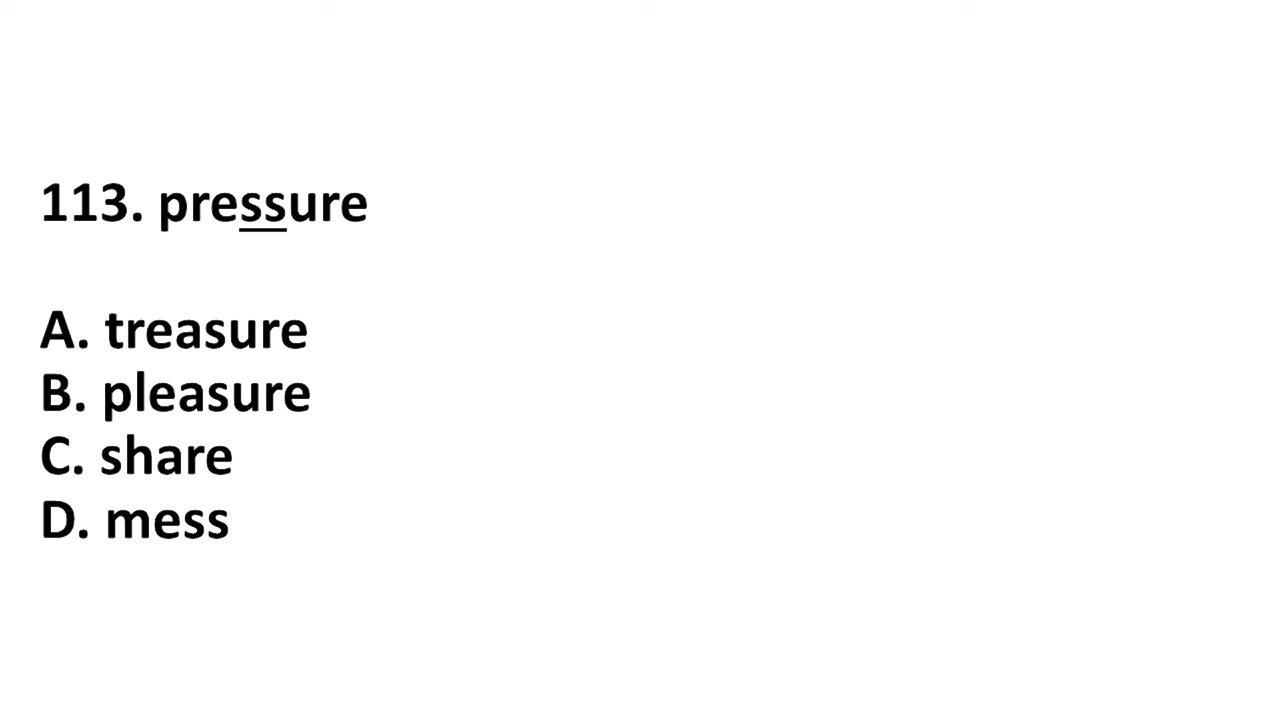 113. pressure
A. treasure
B. pleasure
C. share
D. mess